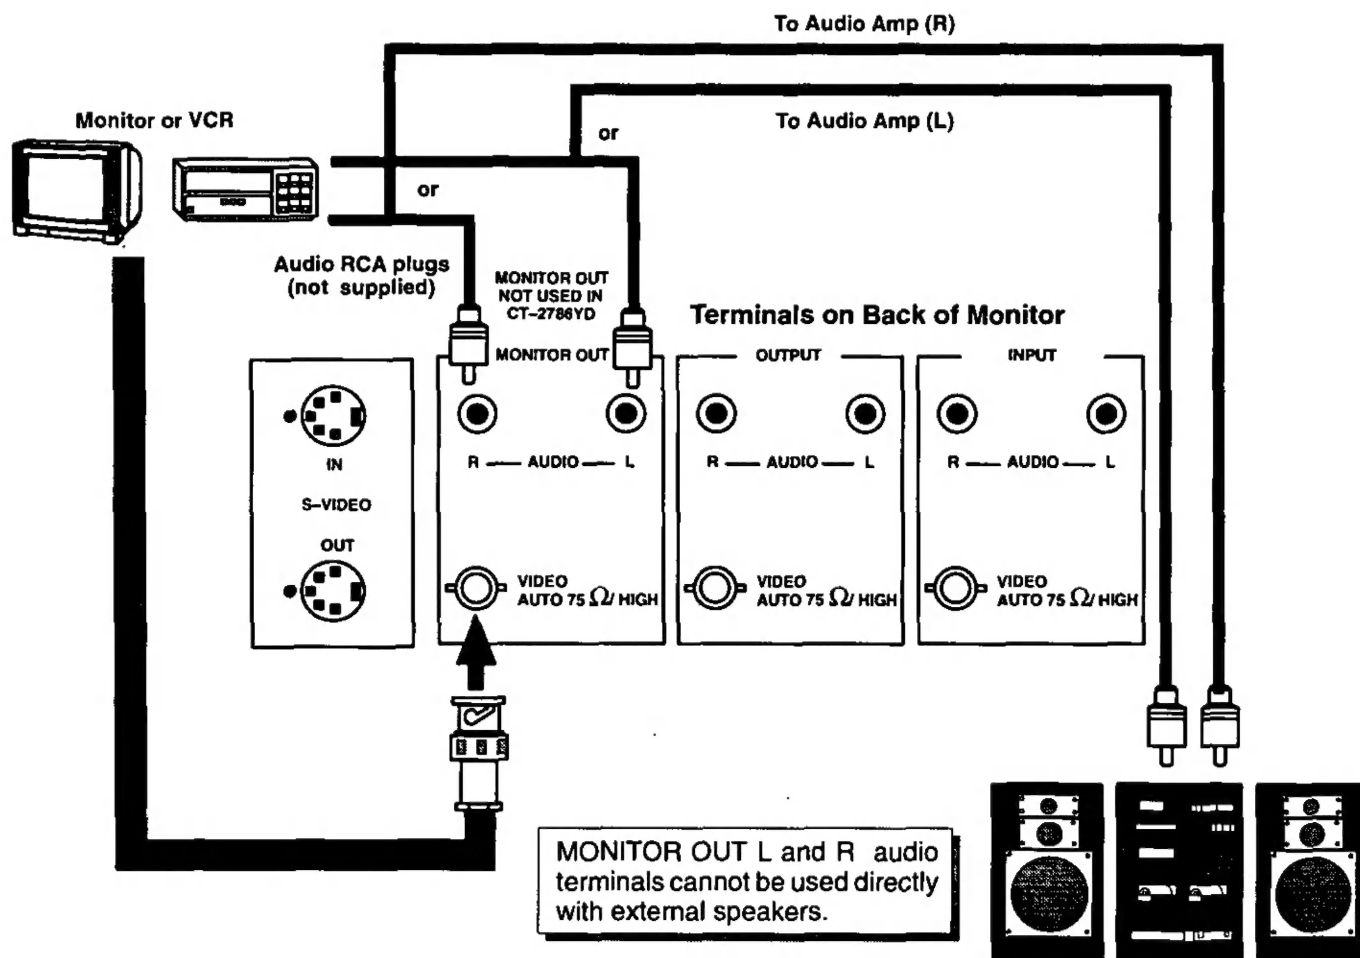 To Audio Amp (R)
Monitor or VCR
To Audio Amp (L)
or
or
Audio RCA plugs
(not supplied)
MONITOR OUT
NOT USED IN
CT–2786YD
Terminals on Back of Monitor
MONITOR OUT
OUTPUT
INPUT
IN
S–VIDEO
OUT
R AUDIO L
R AUDIO L
R AUDIO L
VIDEO
AUTO 75 Ω/ HIGH
VIDEO
AUTO 75 Ω/ HIGH
VIDEO
AUTO 75 Ω/ HIGH
MONITOR OUT L and R audio
terminals cannot be used directly
with external speakers.